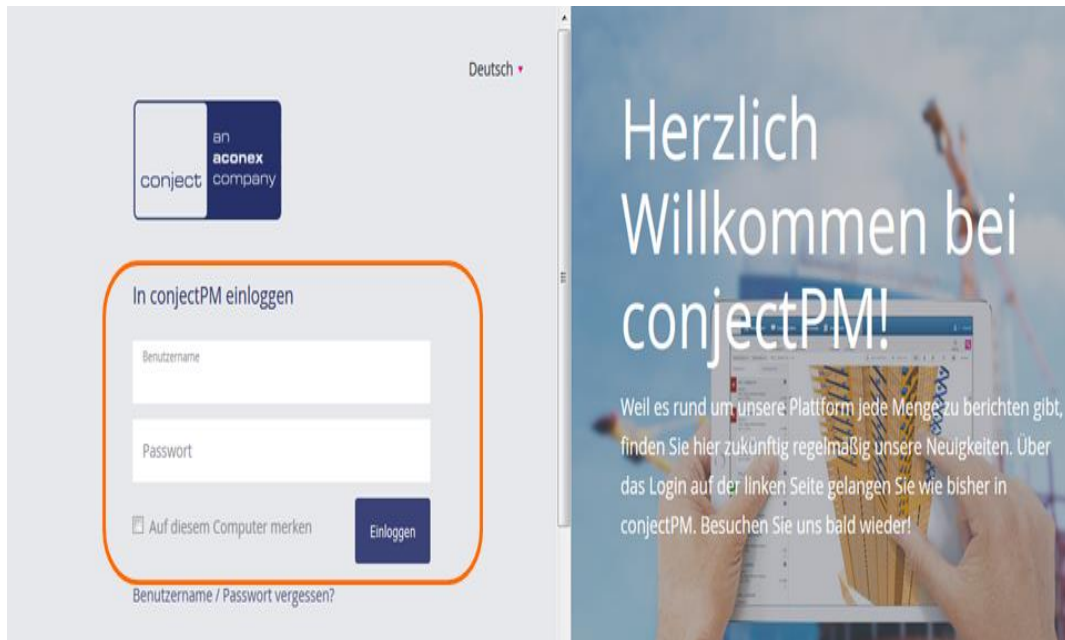 Deutsch
an
aconex
conject company
In conjectPM einloggen
Benutzername
Passwort
Auf diesem Computer merken
Einloggen
Benutzername / Passwort vergessen?
Herzlich
Willkommen bei
conjectPM!
Weil es rund um unsere Plattform jede Menge zu berichten gibt,
finden Sie hier zukünftig regelmäßig unsere Neuigkeiten. Über
das Login auf der linken Seite gelangen Sie wie bisher in
conjectPM. Besuchen Sie uns bald wieder!